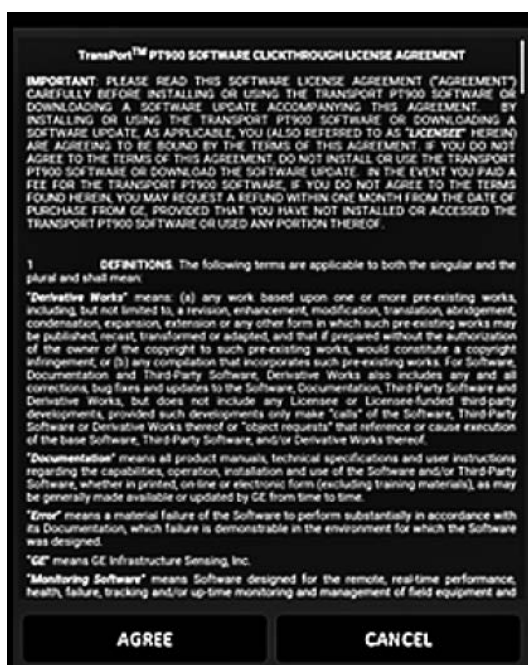 TransPort™ PT900 SOFTWARE CLICKTHROUGH LICENSE AGREEMENT
IMPORTANT: PLEASE READ THIS SOFTWARE LICENSE AGREEMENT ("AGREEMENT")
CAREFULLY BEFORE INSTALLING OR USING THE TRANSPORT PT900 SOFTWARE OR
DOWNLOADING A SOFTWARE UPDATE ACCOMPANYING THIS AGREEMENT. BY
INSTALLING OR USING THE TRANSPORT PT900 SOFTWARE OR DOWNLOADING A
SOFTWARE UPDATE, AS APPLICABLE, YOU (ALSO REFERRED TO AS "LICENSEE" HEREIN)
ARE AGREEING TO BE BOUND BY THE TERMS OF THIS AGREEMENT. IF YOU DO NOT
AGREE TO THE TERMS OF THIS AGREEMENT, DO NOT INSTALL OR USE THE TRANSPORT
PT900 SOFTWARE OR DOWNLOAD THE SOFTWARE UPDATE. IN THE EVENT YOU PAID A
FEE FOR THE TRANSPORT PT900 SOFTWARE, IF YOU DO NOT AGREE TO THE TERMS
FOUND HEREIN, YOU MAY REQUEST A REFUND WITHIN ONE MONTH FROM THE DATE OF
PURCHASE FROM GE, PROVIDED THAT YOU HAVE NOT INSTALLED OR ACCESSED THE
TRANSPORT PT900 SOFTWARE OR USED ANY PORTION THEREOF.
1 DEFINITIONS. The following terms are applicable to both the singular and the
plural and shall mean:
"Derivative Works" means: (a) any work based upon one or more pre-existing works,
including, but not limited to, a revision, enhancement, modification, translation, abridgement,
condensation, expansion, extension or any other form in which such pre-existing works may
be published, recast, transformed or adapted, and that if prepared without the authorization
of the owner of the copyright to such pre-existing works, would constitute a copyright
infringement, or (b) any compilation that incorporates such pre-existing works. For Software,
Documentation and Third-Party Software, Derivative Works also includes any and all
corrections, bug fixes and updates to the Software, Documentation, Third-Party Software and
Derivative Works, but does not include any Licensee or Licensee-funded third-party
developments, provided such developments only make "calls" of the Software, Third-Party
Software or Derivative Works thereof or "object requests" that reference or cause execution
of the base Software, Third-Party Software, and/or Derivative Works thereof.
"Documentation" means all product manuals, technical specifications and user instructions
regarding the capabilities, operation, installation and use of the Software and/or Third-Party
Software, whether in printed, on-line or electronic form (excluding training materials), as may
be generally made available or updated by GE from time to time.
"Error" means a material failure of the Software to perform substantially in accordance with
its Documentation, which failure is demonstrable in the environment for which the Software
was designed.
"GE" means GE Infrastructure Sensing, Inc.
"Monitoring Software" means Software designed for the remote, real-time performance,
health, failure, tracking and/or up-time monitoring and management of field equipment and
AGREE
CANCEL